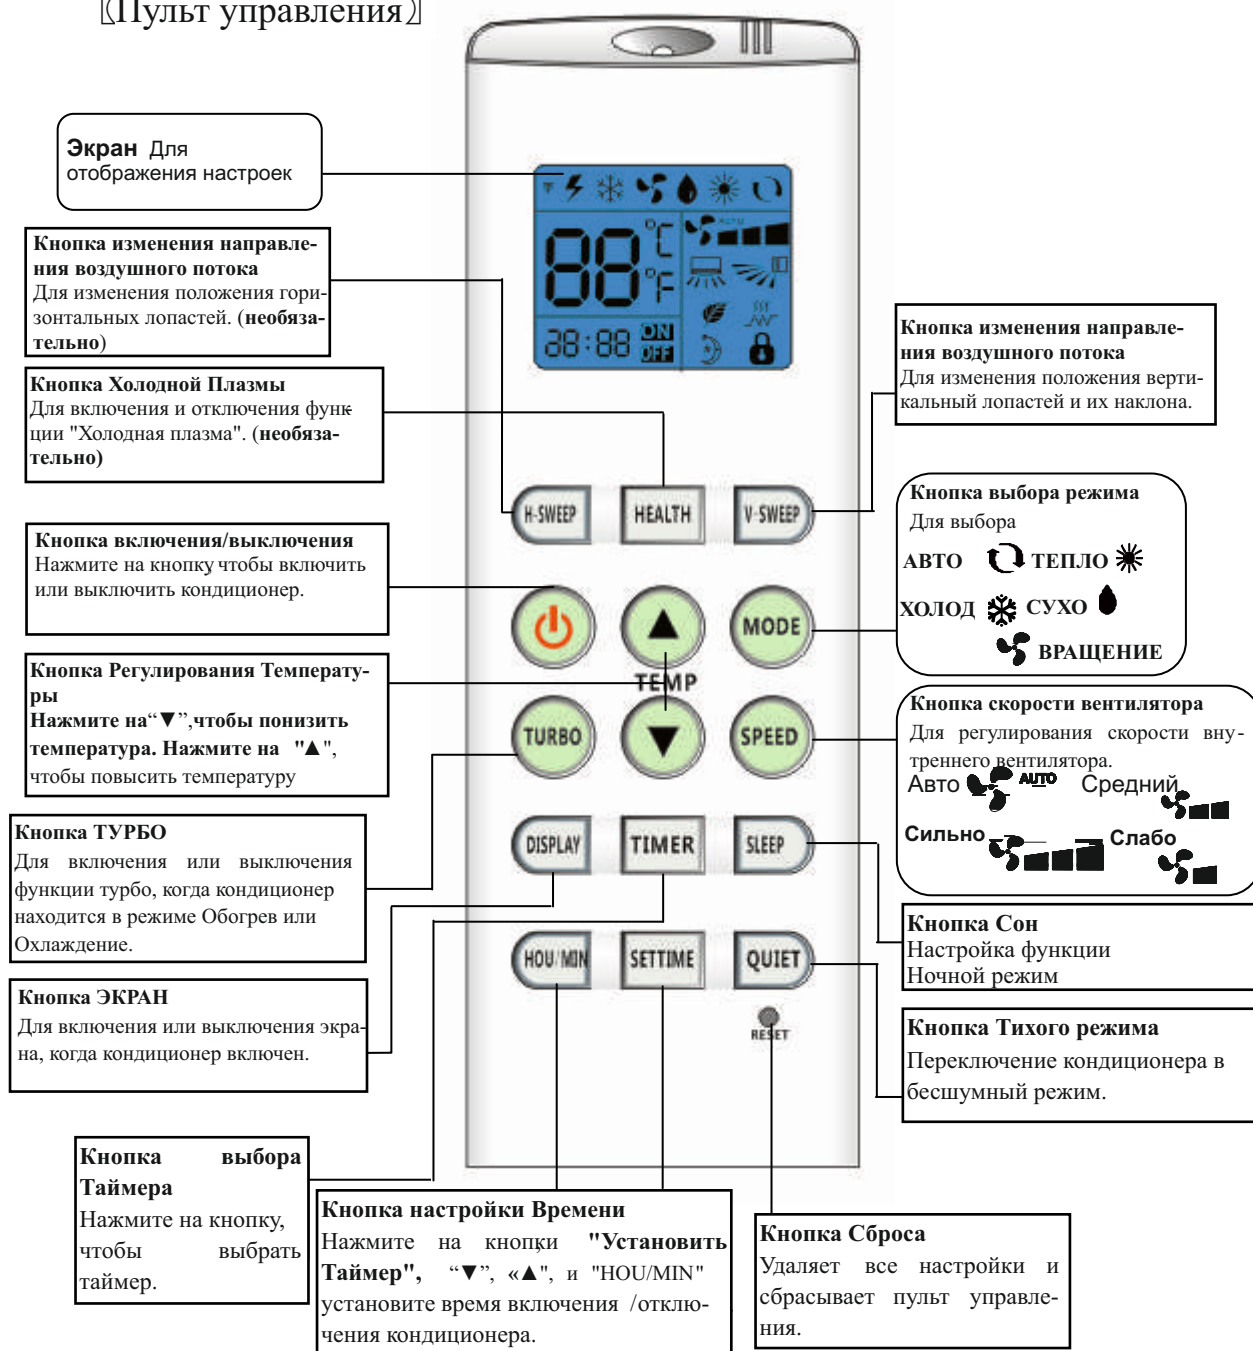 〖Пульт управления〗
Экран Для
отображения настроек
Кнопка изменения направле-
ния воздушного потока
Для изменения положения гори-
зонтальных лопастей. (необяза-
тельно)
Кнопка Холодной Плазмы
Для включения и отключения функ-
ции "Холодная плазма". (необяза-
тельно)
Кнопка включения/выключения
Нажмите на кнопку чтобы включить
или выключить кондиционер.
Кнопка Регулирования Температу-
ры
Нажмите на“▼”,чтобы понизить
температура. Нажмите на "▲",
чтобы повысить температуру
Кнопка ТУРБО
Для включения или выключения
функции турбо, когда кондиционер
находится в режиме Обогрев или
Охлаждение.
Кнопка ЭКРАН
Для включения или выключения экра-
на, когда кондиционер включен.
Кнопка выбора
Таймера
Нажмите на кнопку,
чтобы выбрать
таймер.
AUTO
88 °C
°F
88:88 ON
OFF
H-SWEEP HEALTH V-SWEEP
MODE
TEMP
TURBO SPEED
DISPLAY TIMER SLEEP
HOU/MIN SETTIME QUIET
RESET
Кнопка изменения направле-
ния воздушного потока
Для изменения положения верти-
кальный лопастей и их наклона.
Кнопка выбора режима
Для выбора
АВТО ТЕПЛО
ХОЛОД СУХО
ВРАЩЕНИЕ
Кнопка скорости вентилятора
Для регулирования скорости вну-
треннего вентилятора.
Авто AUTO Средний
Сильно Слабо
Кнопка Сон
Настройка функции
Ночной режим
Кнопка Тихого режима
Переключение кондиционера в
бесшумный режим.
Кнопка настройки Времени
Нажмите на кнопки "Установить
Таймер", “▼”, «▲", и "HOU/MIN"
установите время включения /отклю-
чения кондиционера.
Кнопка Сброса
Удаляет все настройки и
сбрасывает пульт управле-
ния.